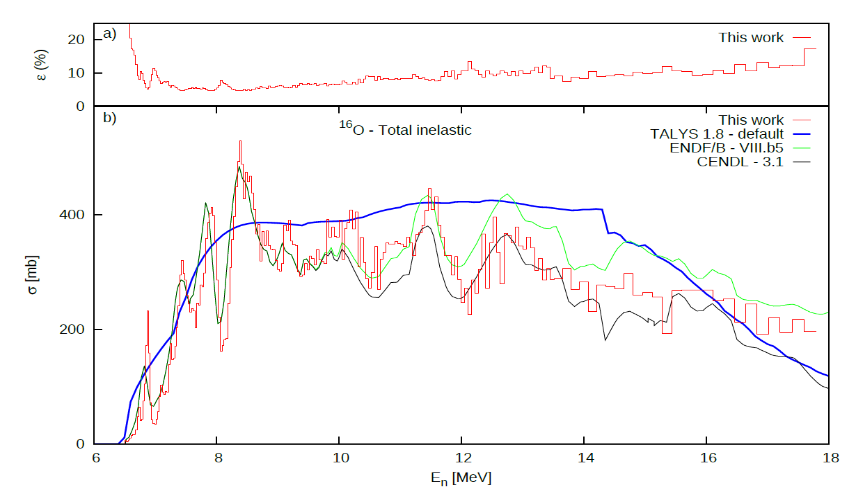 a)
This work
20
10
0
ε (%)
b)
¹⁶O - Total inelastic
This work
TALYS 1.8 - default
ENDF/B - VIII.b5
CENDL - 3.1
400
200
0
σ [mb]
6 8 10 12 14 16 18
Eₙ [MeV]